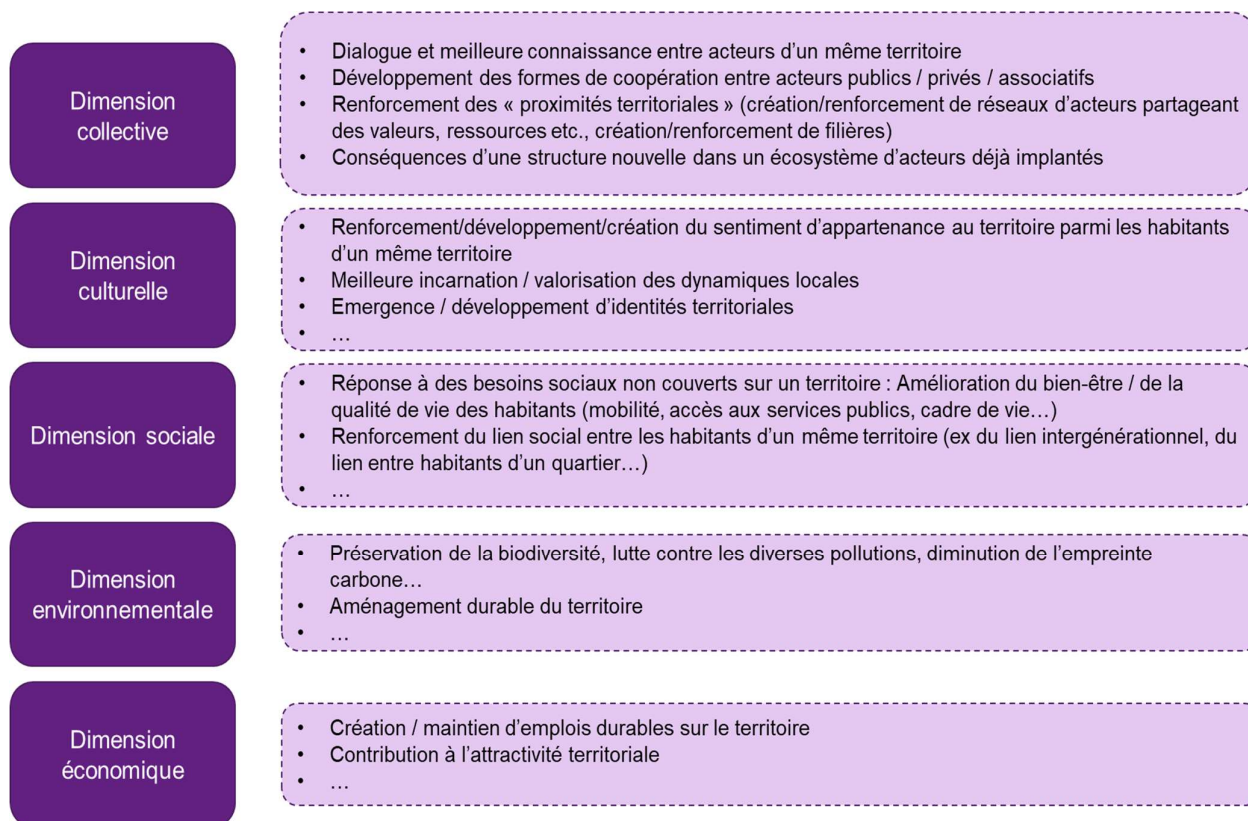 Dimension
collective
• Dialogue et meilleure connaissance entre acteurs d’un même territoire
• Développement des formes de coopération entre acteurs publics / privés / associatifs
• Renforcement des « proximités territoriales » (création/renforcement de réseaux d’acteurs partageant
des valeurs, ressources etc., création/renforcement de filières)
• Conséquences d’une structure nouvelle dans un écosystème d’acteurs déjà implantés
Dimension
culturelle
• Renforcement/développement/création du sentiment d’appartenance au territoire parmi les habitants
d’un même territoire
• Meilleure incarnation / valorisation des dynamiques locales
• Emergence / développement d’identités territoriales
• …
Dimension sociale
• Réponse à des besoins sociaux non couverts sur un territoire : Amélioration du bien-être / de la
qualité de vie des habitants (mobilité, accès aux services publics, cadre de vie…)
• Renforcement du lien social entre les habitants d’un même territoire (ex du lien intergénérationnel, du
lien entre habitants d’un quartier…)
• …
Dimension
environnementale
• Préservation de la biodiversité, lutte contre les diverses pollutions, diminution de l’empreinte
carbone…
• Aménagement durable du territoire
• …
Dimension
économique
• Création / maintien d’emplois durables sur le territoire
• Contribution à l’attractivité territoriale
• …